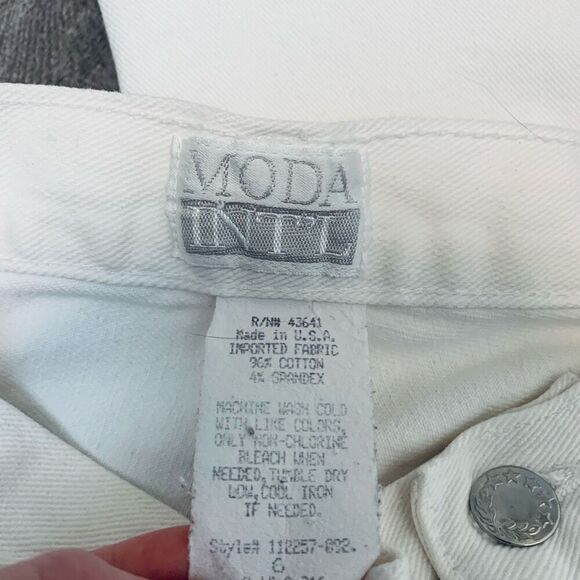 MODA
INT'L
R/N# 43641
Made in U.S.A.
IMPORTED FABRIC
96% COTTON
4% SPANDEX
MACHINE WASH COLD
WITH LIKE COLORS,
ONLY NON-CHLORINE
BLEACH WHEN
NEEDED, TUMBLE DRY
LOW, COOL IRON
IF NEEDED.
Style# 112257-892